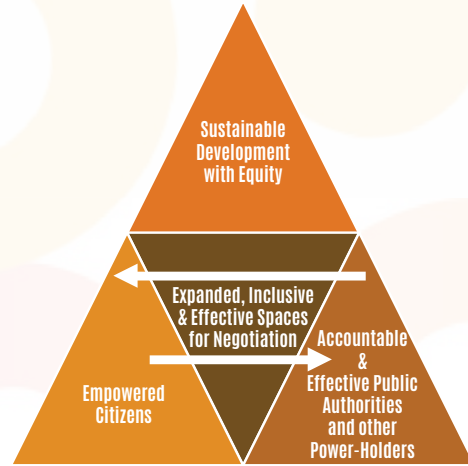 Sustainable
Development
with Equity
Expanded, Inclusive
& Effective Spaces
for Negotiation
Empowered
Citizens
Accountable
&
Effective Public
Authorities
and other
Power-Holders